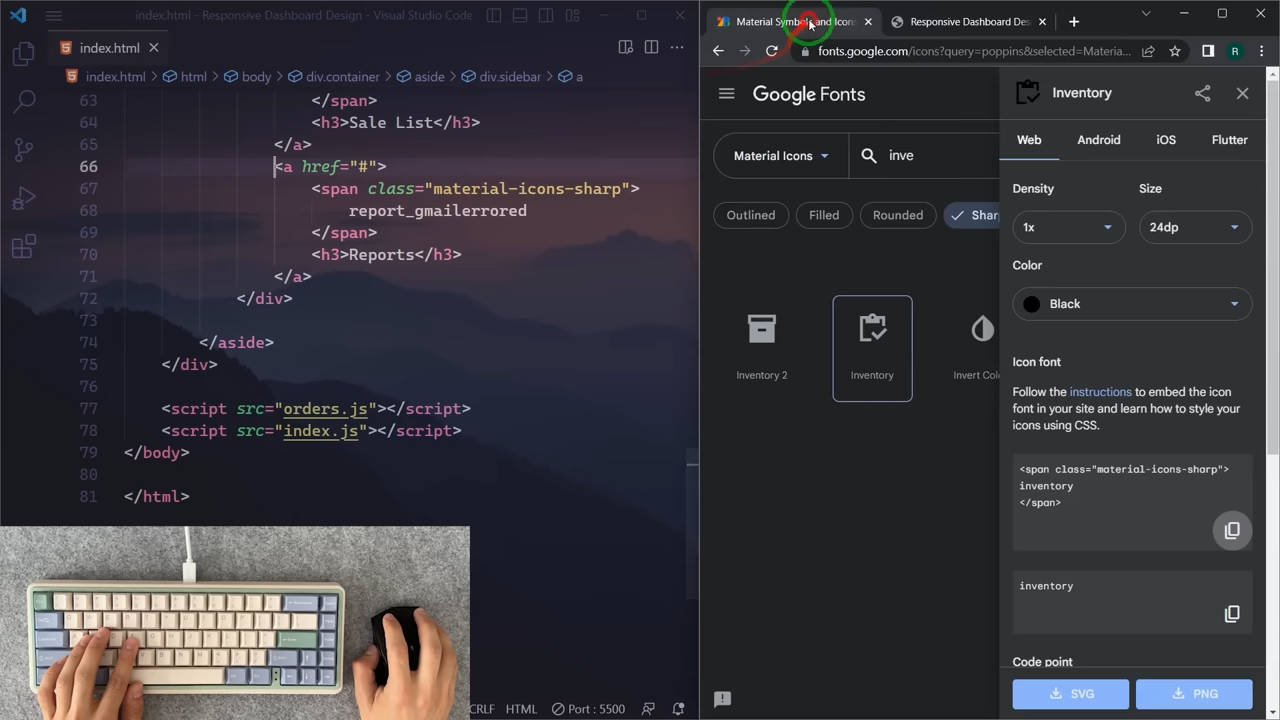 index.html - Responsive Dashboard Design - Visual Studio Code
index.html
index.html > html > body > div.container > aside > div.sidebar > a
63 </span>
64 <h3>Sale List</h3>
65 </a>
66 <a href="#">
67 <span class="material-icons-sharp">
68 report_gmailerrored
69 </span>
70 <h3>Reports</h3>
71 </a>
72 </div>
73
74 </aside>
75 </div>
76
77 <script src="orders.js"></script>
78 <script src="index.js"></script>
79 </body>
80
81 </html>
CRLF HTML Port : 5500
Material Symbols and Icons
Responsive Dashboard Des
fonts.google.com/icons?query=poppins&selected=Materia...
R
Google Fonts
Material Icons
inve
Outlined
Filled
Rounded
Shar
Inventory 2
Inventory
Invert Colo
Inventory
Web
Android
iOS
Flutter
Density
Size
1x
24dp
Color
Black
Icon font
Follow the instructions to embed the icon
font in your site and learn how to style your
icons using CSS.
<span class="material-icons-sharp">
inventory
</span>
inventory
Code point
SVG
PNG